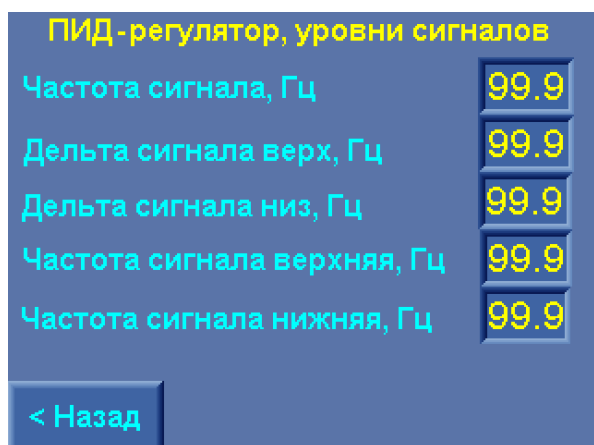 ПИД-регулятор, уровни сигналов
Частота сигнала, Гц 99.9
Дельта сигнала верх, Гц 99.9
Дельта сигнала низ, Гц 99.9
Частота сигнала верхняя, Гц 99.9
Частота сигнала нижняя, Гц 99.9
< Назад